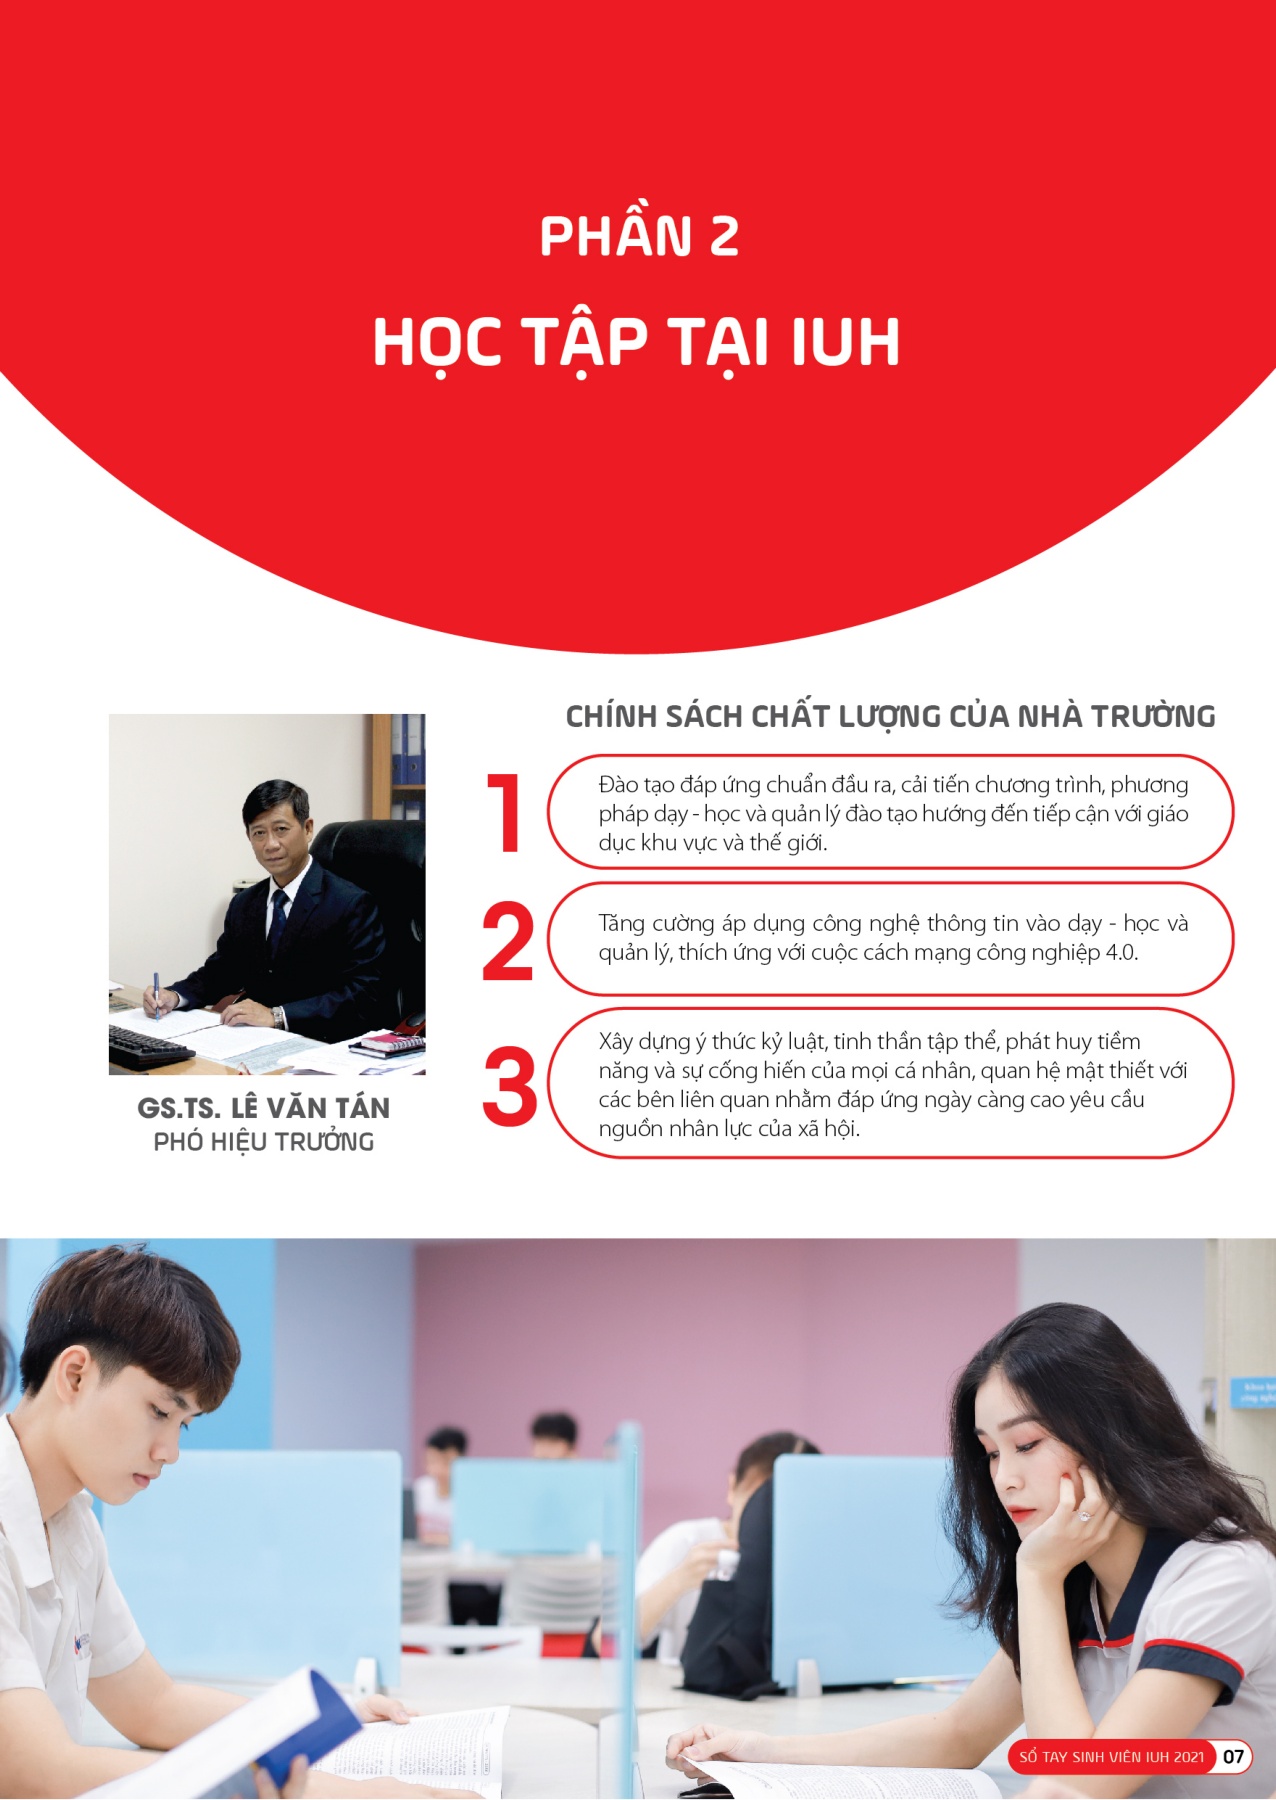 PHẦN 2
HỌC TẬP TẠI IUH
CHÍNH SÁCH CHẤT LƯỢNG CỦA NHÀ TRƯỜNG
1
Đào tạo đáp ứng chuẩn đầu ra, cải tiến chương trình, phương
pháp dạy - học và quản lý đào tạo hướng đến tiếp cận với giáo
dục khu vực và thế giới.
2
Tăng cường áp dụng công nghệ thông tin vào dạy - học và
quản lý, thích ứng với cuộc cách mạng công nghiệp 4.0.
3
Xây dựng ý thức kỷ luật, tinh thần tập thể, phát huy tiềm
năng và sự cống hiến của mọi cá nhân, quan hệ mật thiết với
các bên liên quan nhằm đáp ứng ngày càng cao yêu cầu
nguồn nhân lực của xã hội.
GS.TS. LÊ VĂN TÁN
PHÓ HIỆU TRƯỞNG
SỔ TAY SINH VIÊN IUH 2021 07